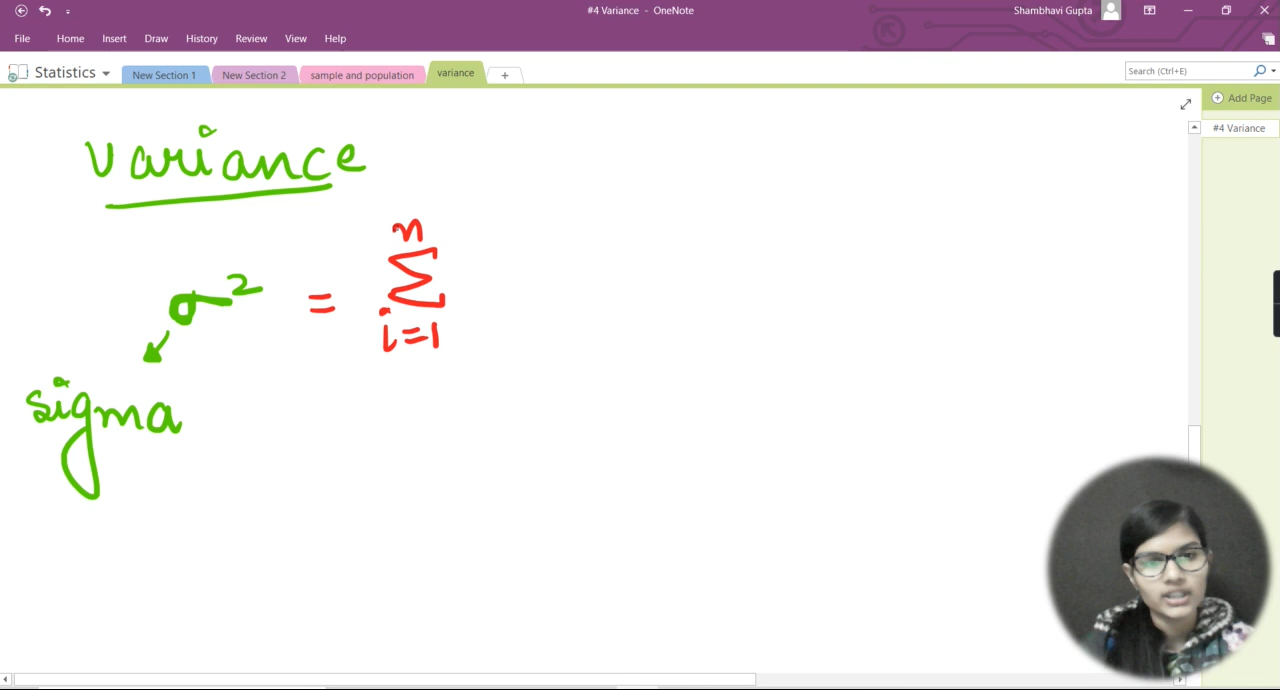 #4 Variance - OneNote
Shambhavi Gupta
File Home Insert Draw History Review View Help
Statistics
New Section 1
New Section 2
sample and population
variance
+
Search (Ctrl+E)
Add Page
#4 Variance
variance
n
σ² = Σ
i=1
sigma